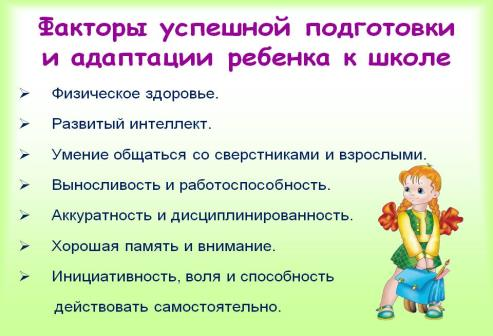 Факторы успешной подготовки
и адаптации ребенка к школе
➢ Физическое здоровье.
➢ Развитый интеллект.
➢ Умение общаться со сверстниками и взрослыми.
➢ Выносливость и работоспособность.
➢ Аккуратность и дисциплинированность.
➢ Хорошая память и внимание.
➢ Инициативность, воля и способность
действовать самостоятельно.